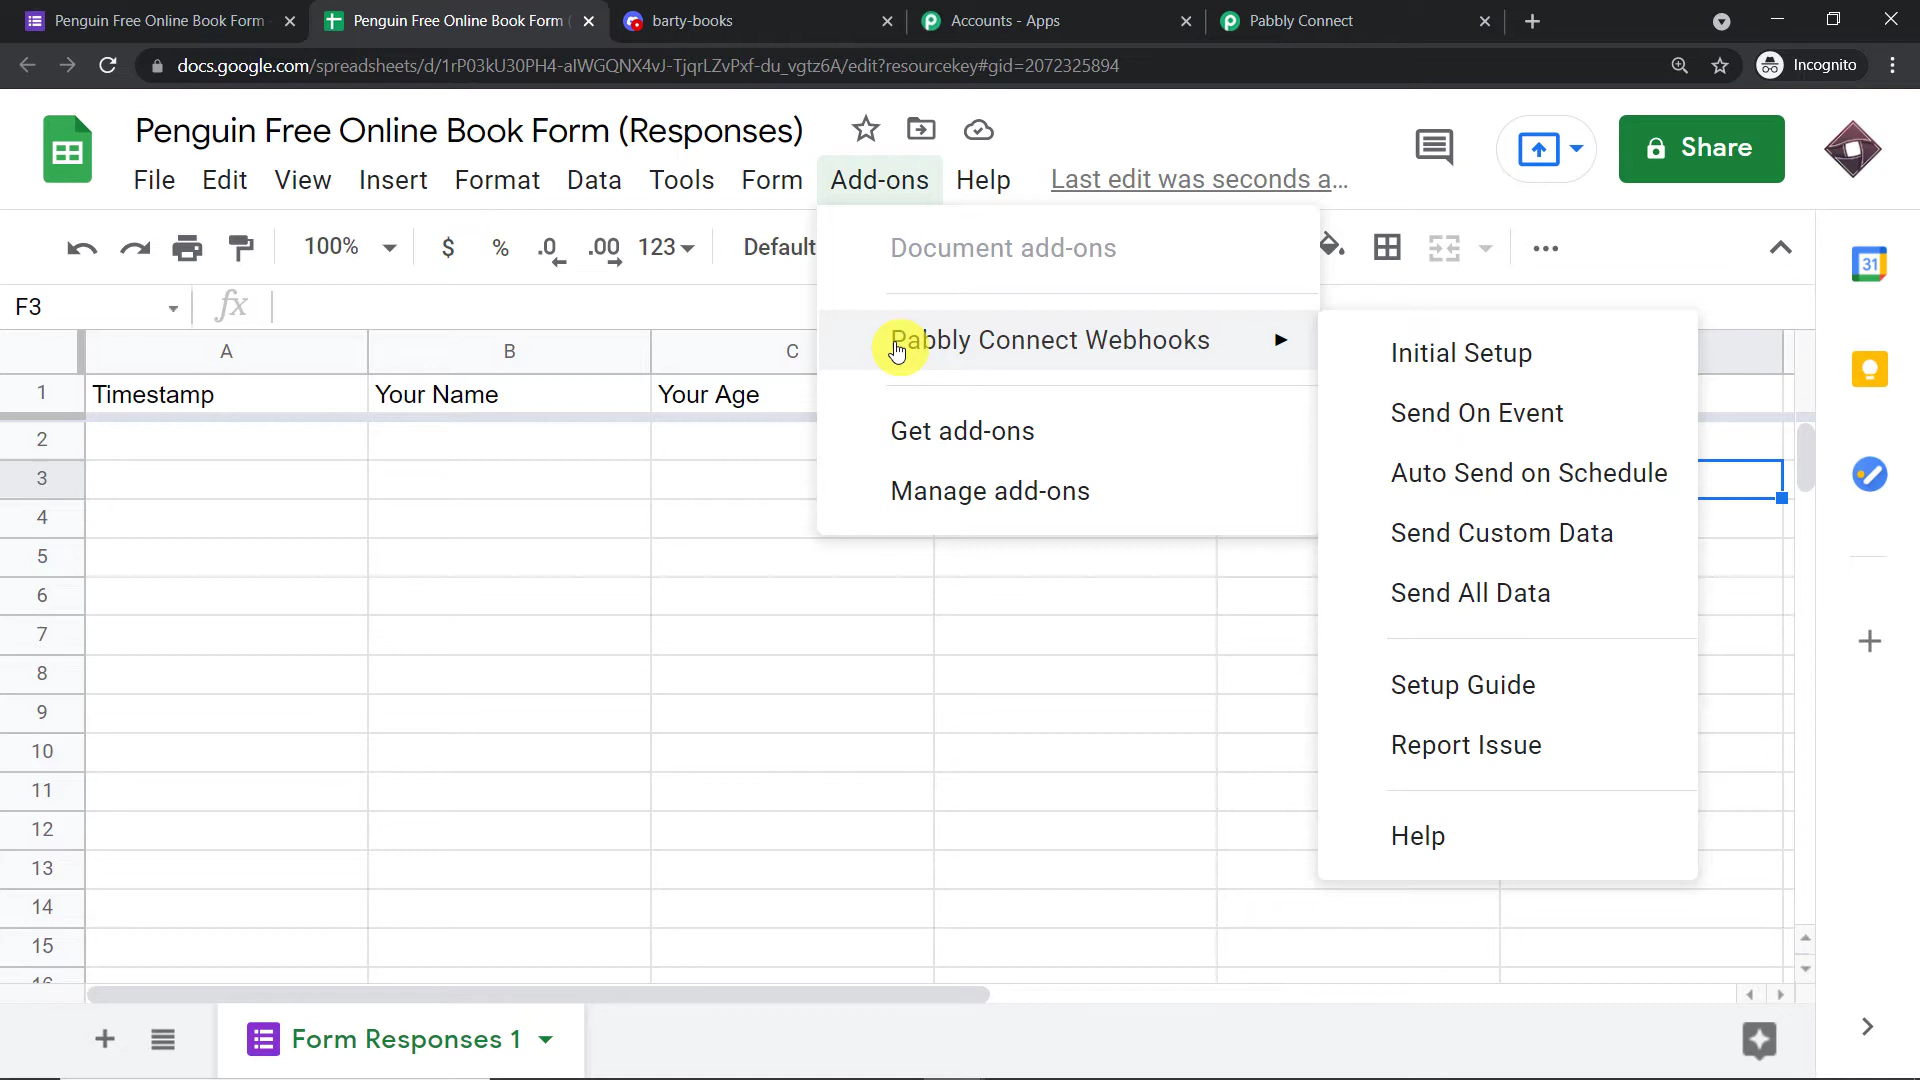 Penguin Free Online Book Form
Penguin Free Online Book Form (
barty-books
Accounts - Apps
Pabbly Connect
docs.google.com/spreadsheets/d/1rP03kU30PH4-alWGQNX4vJ-TjqrLZvPxf-du_vgtz6A/edit?resourcekey#gid=2072325894
Incognito
Penguin Free Online Book Form (Responses)
Share
File Edit View Insert Format Data Tools Form Add-ons Help Last edit was seconds a...
100% $ % .0 .00 123 Default
Document add-ons
31
F3
fx
Pabbly Connect Webhooks
Get add-ons
Manage add-ons
Initial Setup
Send On Event
Auto Send on Schedule
Send Custom Data
Send All Data
Setup Guide
Report Issue
Help
A B C
1 Timestamp Your Name Your Age
2
3
4
5
6
7
8
9
10
11
12
13
14
15
16
Form Responses 1